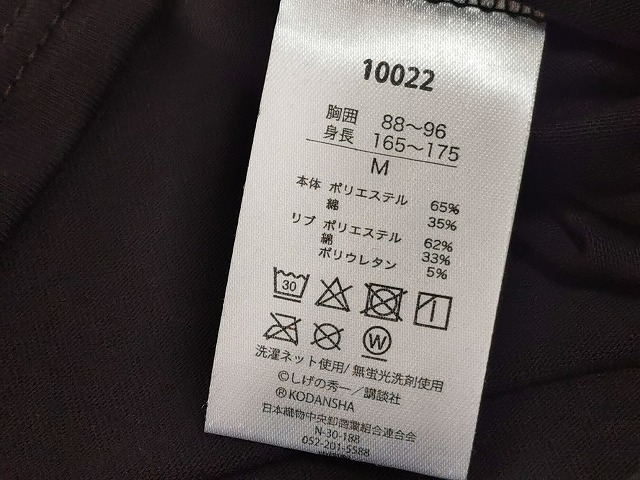 10022
胸囲 88～96
身長 165～175
M
本体 ポリエステル 65%
綿 35%
リブ ポリエステル 62%
綿 33%
ポリウレタン 5%
30
W
洗濯ネット使用/無蛍光洗剤使用
©しげの秀一/講談社
®KODANSHA
日本織物中央卸商業組合連合会
N-30-188
052-201-5588